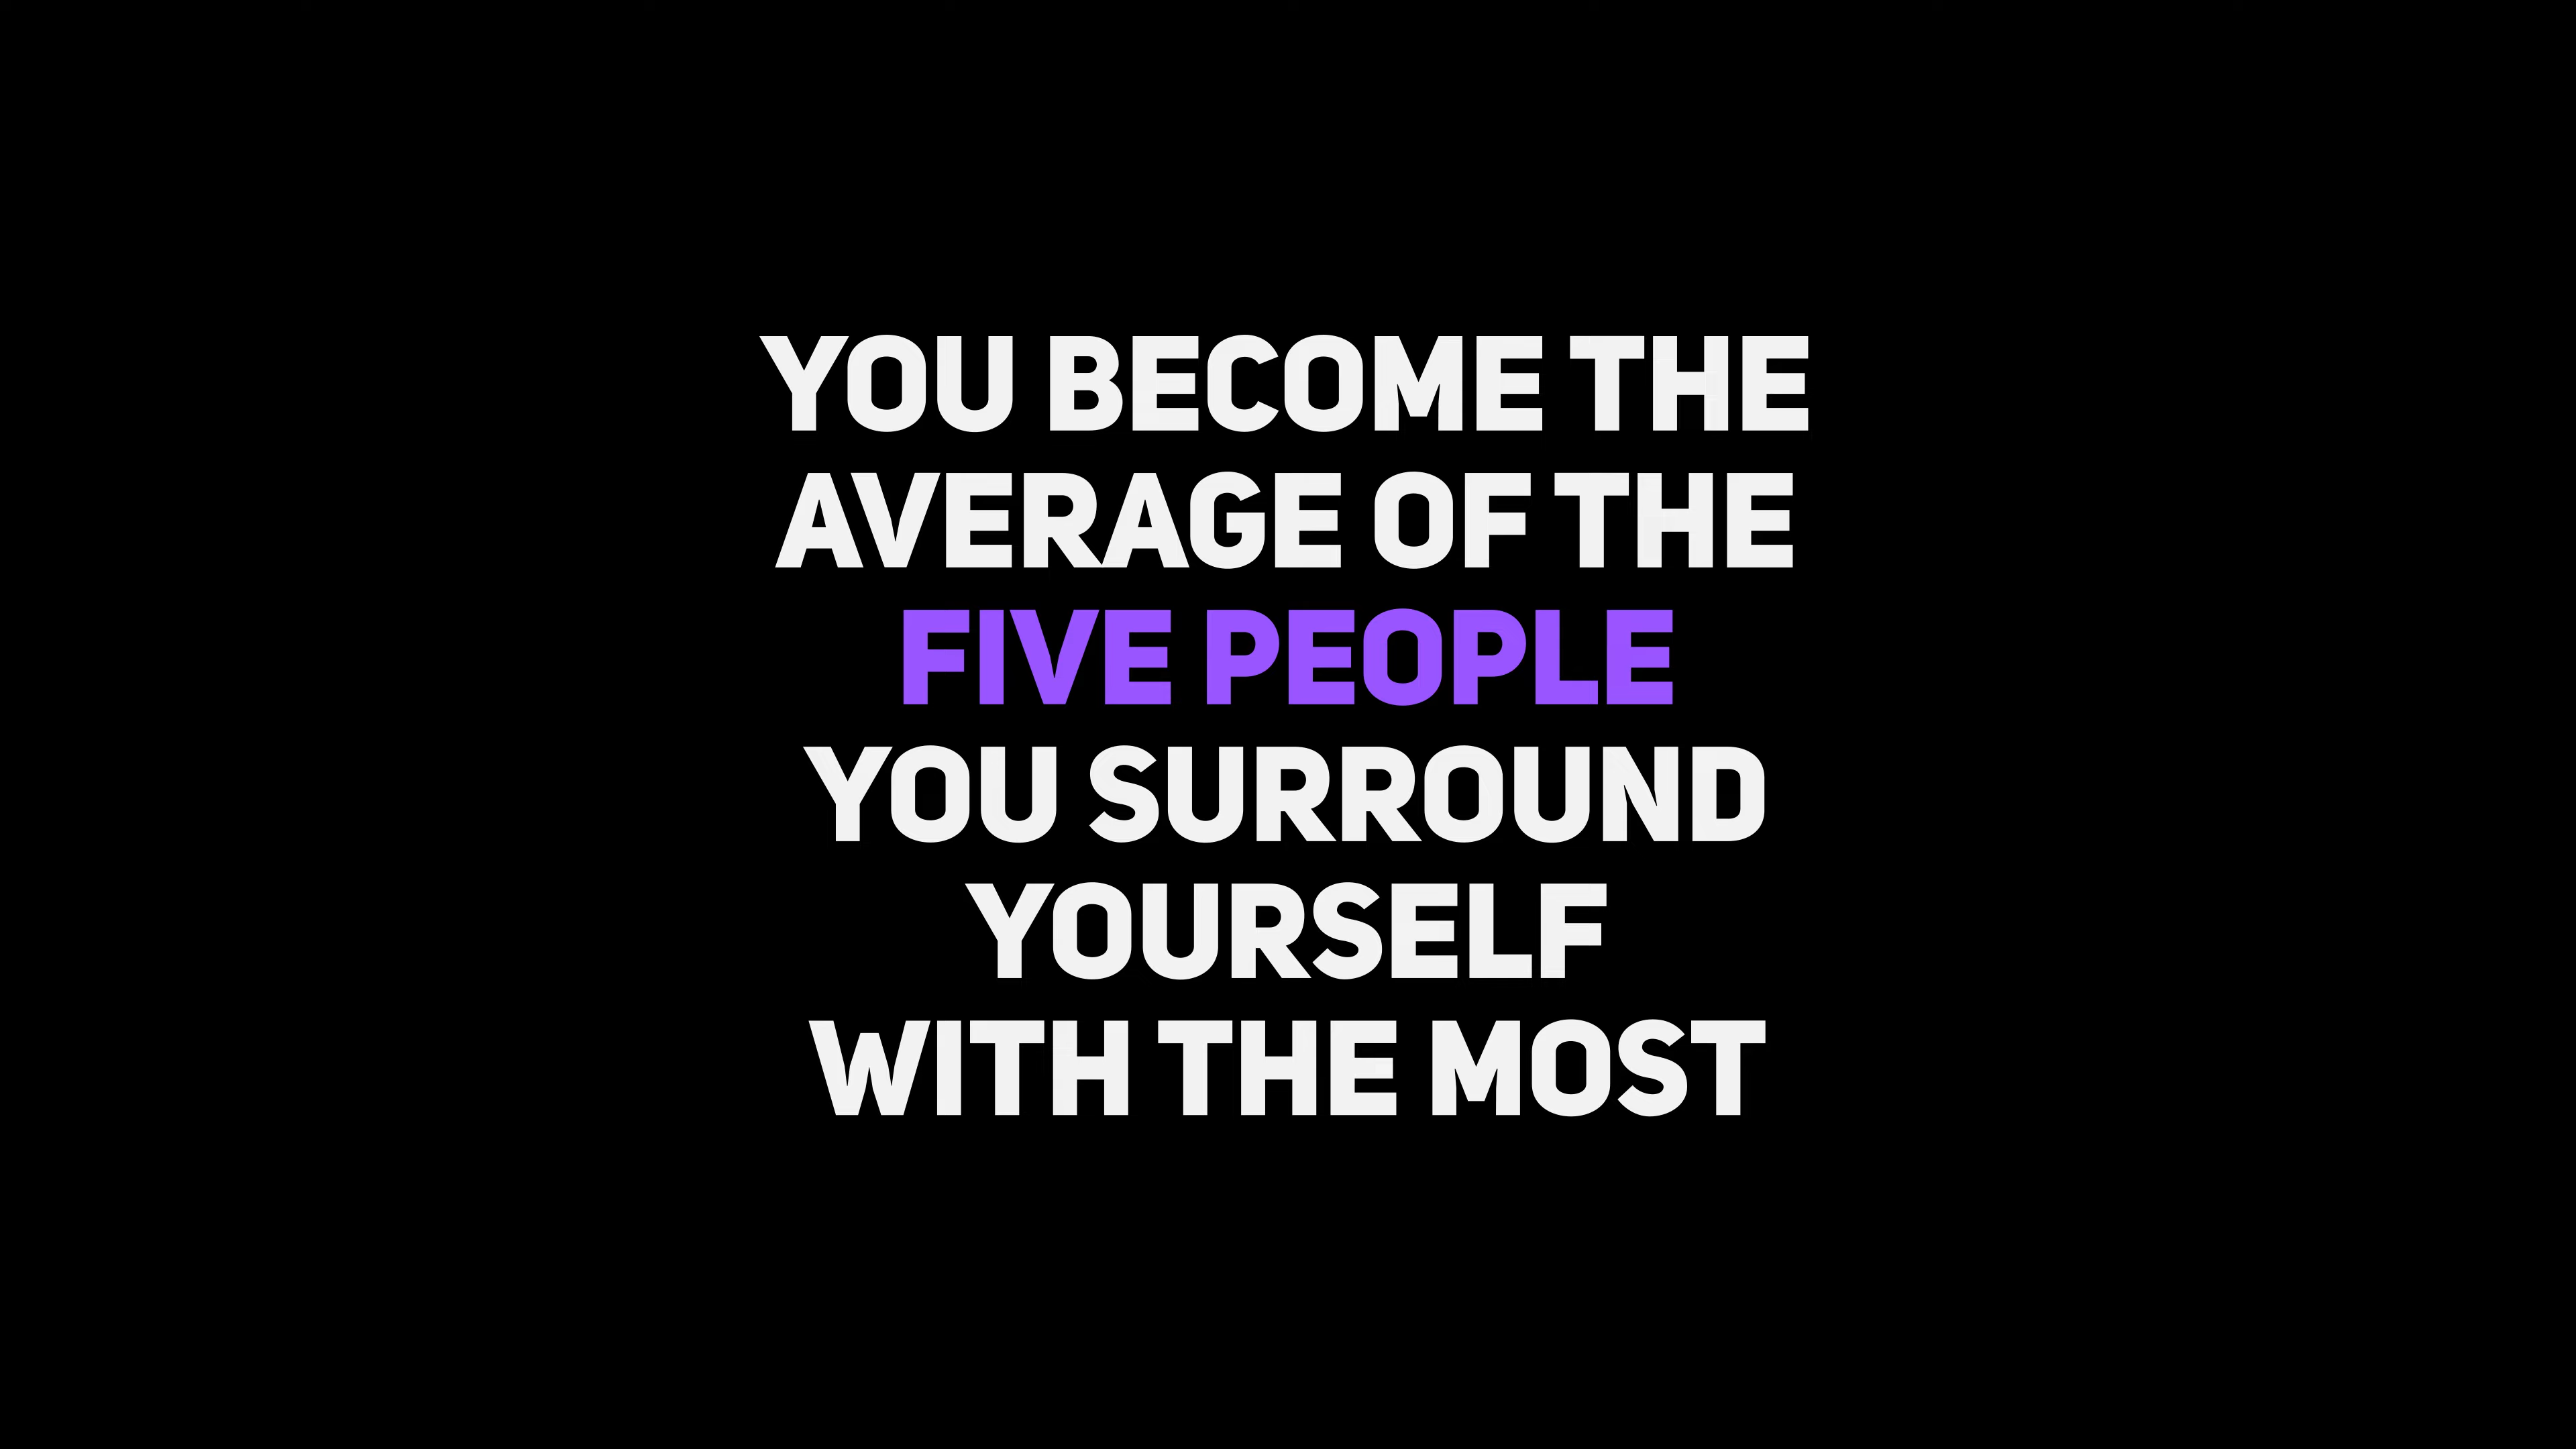 YOU BECOME THE
AVERAGE OF THE
FIVE PEOPLE
YOU SURROUND
YOURSELF
WITH THE MOST